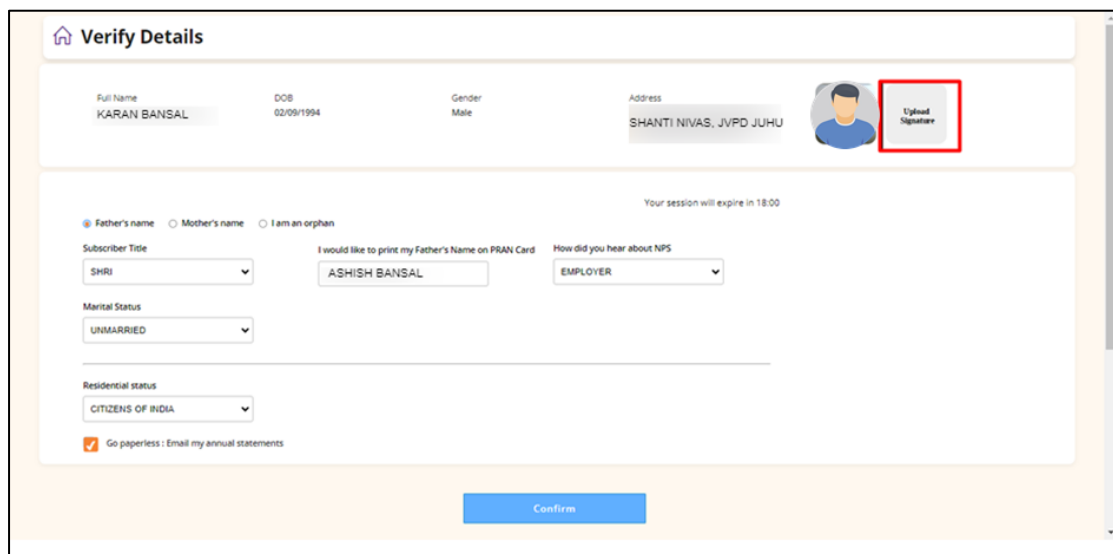 Verify Details
Full Name
DOB
Gender
Address
KARAN BANSAL
02/09/1994
Male
SHANTI NIVAS, JVPD JUHU
Upload
Signature
Your session will expire in 18:00
Father's name
Mother's name
I am an orphan
Subscriber Title
I would like to print my Father's Name on PRAN Card
How did you hear about NPS
SHRI
ASHISH BANSAL
EMPLOYER
Marital Status
UNMARRIED
Residential status
CITIZENS OF INDIA
Go paperless : Email my annual statements
Confirm